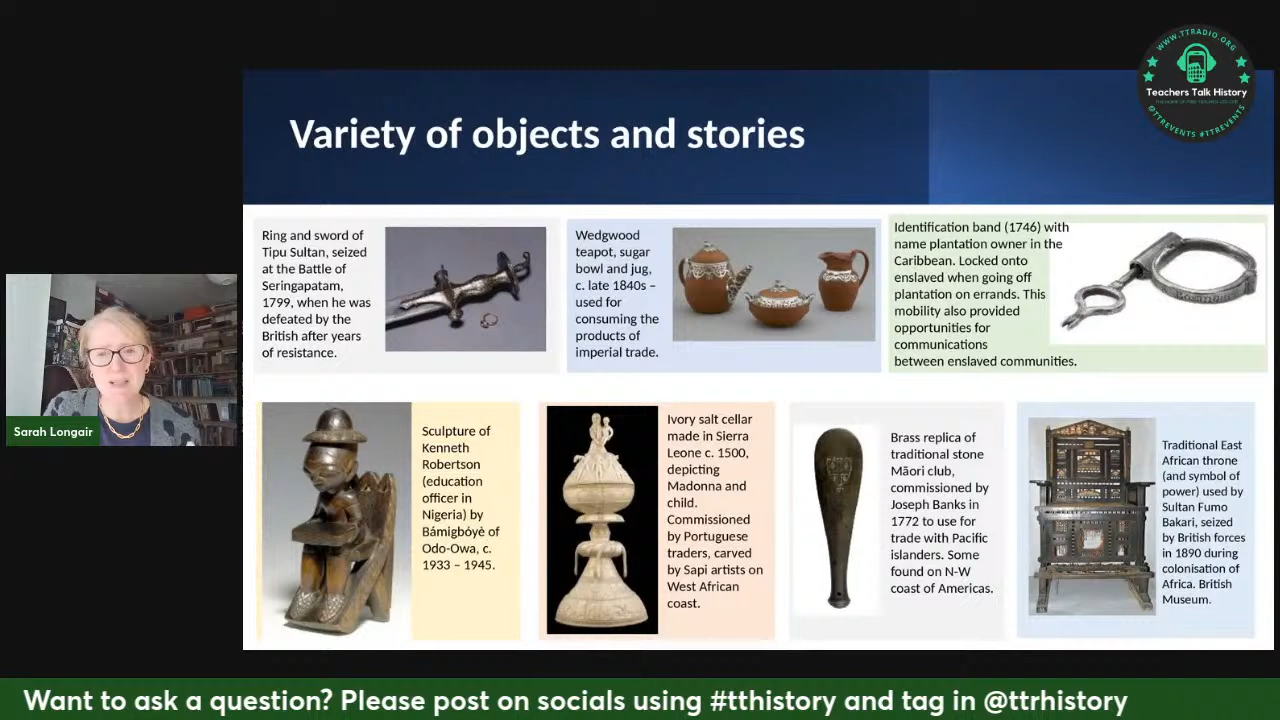 WWW.TTRADIO.ORG
Teachers Talk History
@TTREVENTS #TTREVENTS
Variety of objects and stories
Ring and sword of
Tipu Sultan, seized
at the Battle of
Seringapatam,
1799, when he was
defeated by the
British after years
of resistance.
Wedgwood
teapot, sugar
bowl and jug,
c. late 1840s –
used for
consuming the
products of
imperial trade.
Identification band (1746) with
name plantation owner in the
Caribbean. Locked onto
enslaved when going off
plantation on errands. This
mobility also provided
opportunities for
communications
between enslaved communities.
Sculpture of
Kenneth
Robertson
(education
officer in
Nigeria) by
Bámigbóyè of
Odo-Owa, c.
1933 – 1945.
Ivory salt cellar
made in Sierra
Leone c. 1500,
depicting
Madonna and
child.
Commissioned
by Portuguese
traders, carved
by Sapi artists on
West African
coast.
Brass replica of
traditional stone
Māori club,
commissioned by
Joseph Banks in
1772 to use for
trade with Pacific
islanders. Some
found on N-W
coast of Americas.
Traditional East
African throne
(and symbol of
power) used by
Sultan Fumo
Bakari, seized
by British forces
in 1890 during
colonisation of
Africa. British
Museum.
Sarah Longair
Want to ask a question? Please post on socials using #tthistory and tag in @ttrhistory